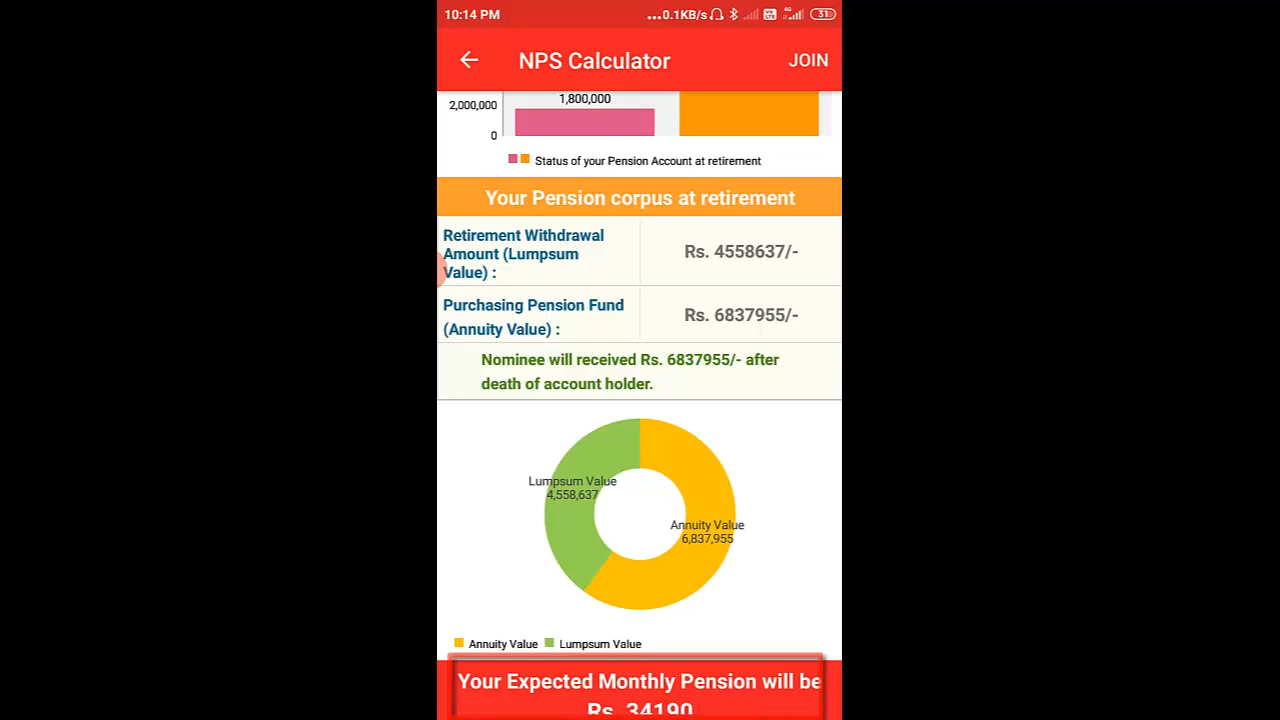 10:14 PM
...0.1KB/s
4G
31
NPS Calculator
JOIN
2,000,000
1,800,000
0
Status of your Pension Account at retirement
Your Pension corpus at retirement
Retirement Withdrawal
Amount (Lumpsum
Value) :
Rs. 4558637/-
Purchasing Pension Fund
(Annuity Value) :
Rs. 6837955/-
Nominee will received Rs. 6837955/- after
death of account holder.
Lumpsum Value
4,558,637
Annuity Value
6,837,955
Annuity Value
Lumpsum Value
Your Expected Monthly Pension will be
Rs. 34190